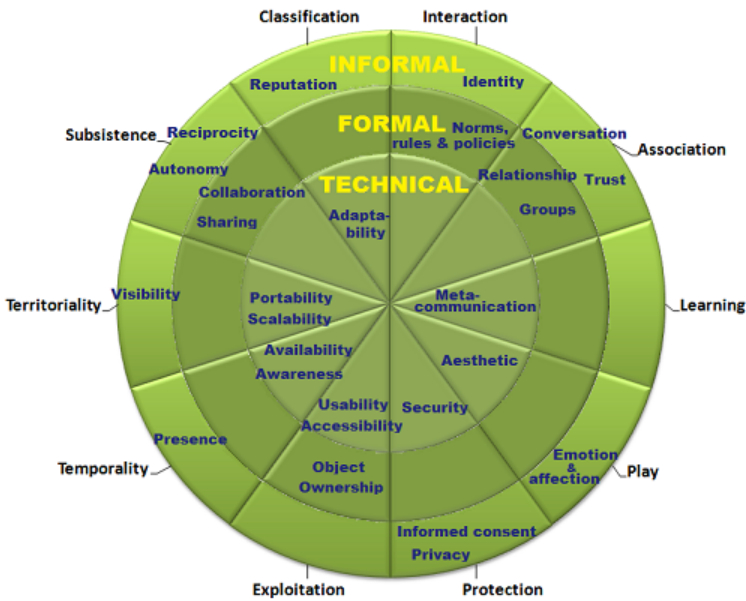 Classification
Interaction
INFORMAL
Reputation
Identity
FORMAL
Norms,
rules & policies
Subsistence
Reciprocity
Conversation
Association
Autonomy
Collaboration
Sharing
TECHNICAL
Relationship
Trust
Groups
Adapta-
bility
Territoriality
Visibility
Portability
Scalability
Meta-
communication
Learning
Availability
Awareness
Aesthetic
Usability
Accessibility
Security
Temporality
Presence
Object
Ownership
Emotion
&
affection
Play
Informed consent
Privacy
Exploitation
Protection